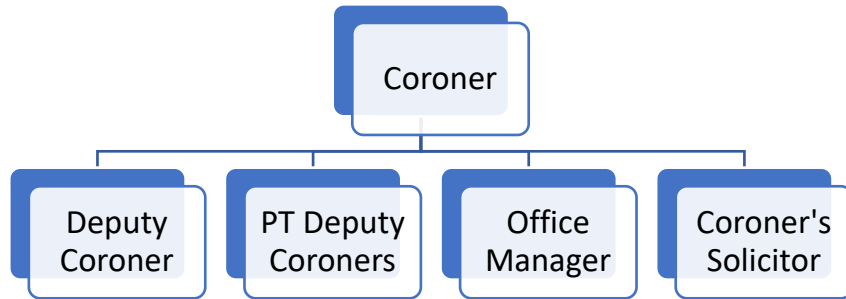 Coroner
Deputy
Coroner
PT Deputy
Coroners
Office
Manager
Coroner's
Solicitor